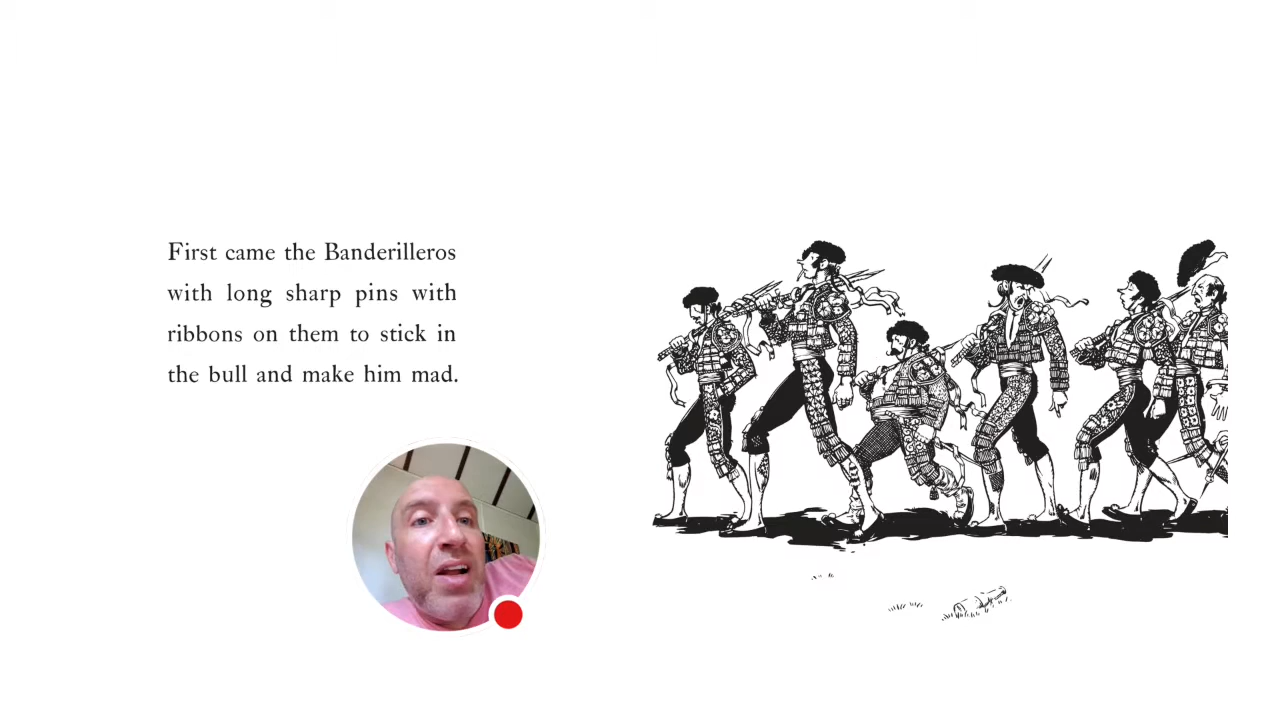 First came the Banderilleros
with long sharp pins with
ribbons on them to stick in
the bull and make him mad.